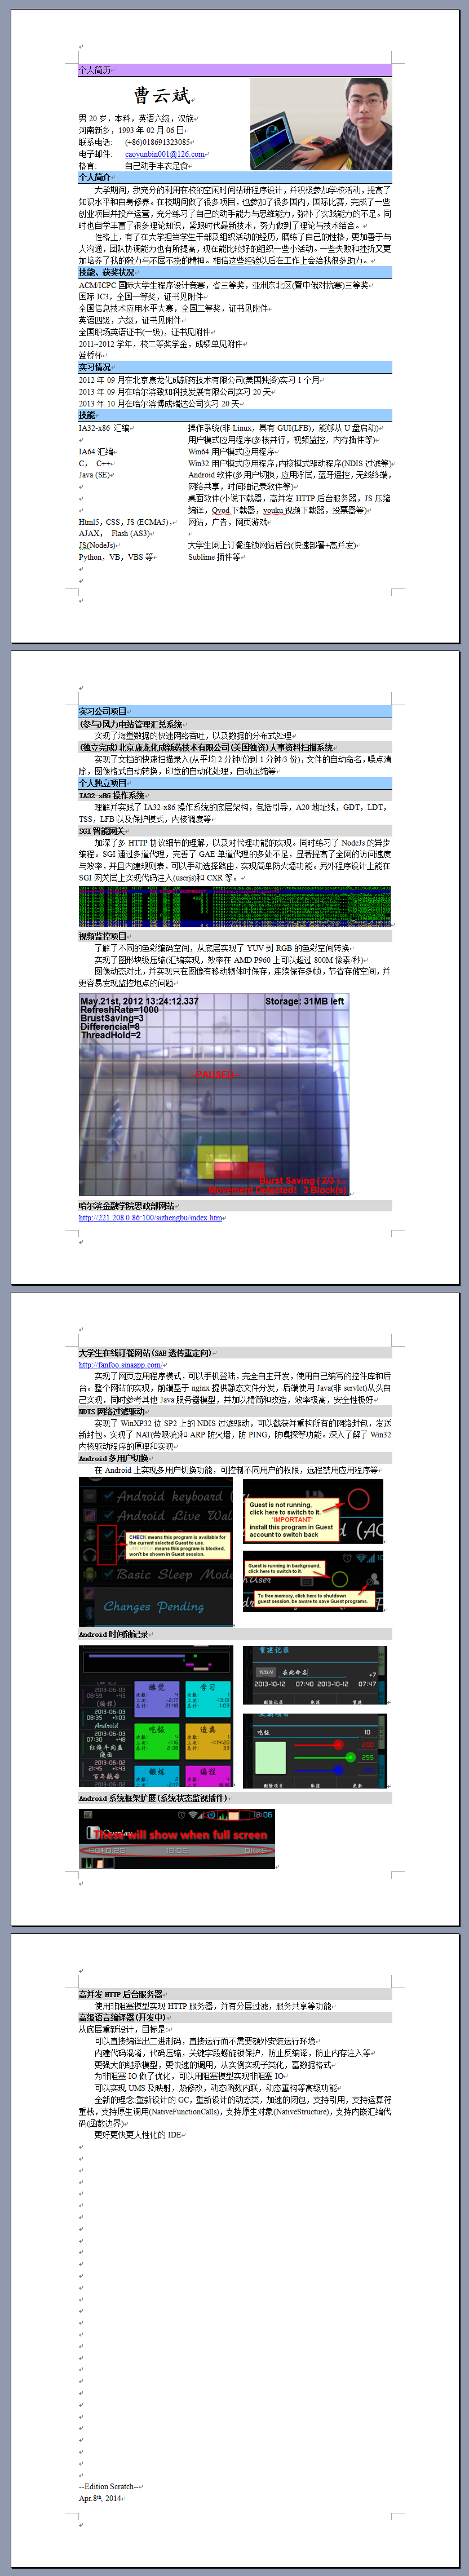 个人简历
曹云斌
男 20 岁，本科，英语六级，汉族
河南新乡，1993 年 02 月 06 日
联系电话: (+86)018691323085
电子邮件: caoyunbin001@126.com
格言: 自己动手丰衣足食
个人简介
大学期间，我充分的利用在校的空闲时间钻研程序设计，并积极参加学校活动，提高了
知识水平和自身修养。在校期间做了很多项目，也参加了很多国内，国际比赛，完成了一些
创业项目并投产运营，充分练习了自己的动手能力与思维能力，弥补了实践能力的不足。同
时也自学丰富了很多理论知识，紧跟时代最新技术，努力做到了理论与技术结合。
性格上，有了在大学担当学生干部及组织活动的经历，磨练了自己的性格，更加善于与
人沟通，团队协调能力也有所提高，现在能比较好的组织一些小活动。一些失败和挫折又更
加培养了我的聚力与不屈不挠的精神。相信这些经验以后在工作上会给我很多助力。
技能、获奖状况
ACM/ICPC 国际大学生程序设计竞赛，省三等奖，亚洲东北区(暨中俄对抗赛)三等奖
国际 IC3，全国一等奖，证书见附件
全国信息技术应用水平大赛，全国二等奖，证书见附件
英语四级，六级，证书见附件
全国职场英语证书(一级)，证书见附件
2011~2012 学年，校二等奖学金，成绩单见附件
蓝桥杯
实习情况
2012 年 09 月在北京康龙化成新药技术有限公司(美国独资)实习 1 个月
2013 年 09 月在哈尔滨致知科技发展有限公司实习 20 天
2013 年 10 月在哈尔滨博成瑞达公司实习 20 天
技能
IA32-x86 汇编 操作系统(非 Linux，具有 GUI(LFB)，能够从 U 盘启动)
用户模式应用程序(多核并行，视频监控，内存插件等)
IA64 汇编 Win64 用户模式应用程序
C， C++ Win32 用户模式应用程序,内核模式驱动程序(NDIS 过滤等)
Java (SE) Android 软件(多用户切换，应用浮层，蓝牙遥控，无线终端，
网络共享，时间轴记录软件等)
桌面软件(小说下载器，高并发 HTTP 后台服务器，JS 压缩
编译，Qvod 下载器，youku 视频下载器，投票器等)
Html5，CSS，JS (ECMA5)， 网站，广告，网页游戏
AJAX， Flash (AS3)
JS(NodeJs) 大学生网上订餐连锁网站后台(快速部署+高并发)
Python，VB，VBS 等 Sublime 插件等
实习公司项目
(参与)风力电站管理汇总系统
实现了海量数据的快速网络吞吐，以及数据的分布式处理
(独立完成)北京康龙化成新药技术有限公司(美国独资)人事资料扫描系统
实现了文档的快速扫描录入(从平均 2 分钟/份到 1 分钟/3 份)，文件的自动命名，噪点清
除，图像格式自动转换，印章的自动化处理，自动压缩等
个人独立项目
IA32-x86 操作系统
理解并实践了 IA32-x86 操作系统的底层架构，包括引导，A20 地址线，GDT，LDT，
TSS，LFB 以及保护模式，内核调度等
SGI 智能网关
加深了多 HTTP 协议细节的理解，以及对代理功能的实现。同时练习了 NodeJs 的异步
编程。SGI 通过多道代理，完善了 GAE 单道代理的多处不足，显著提高了全网的访问速度
与效率，并且内建规则表，可以手动选择路由，实现简单防火墙功能。另外程序设计上能在
SGI 网关层上实现代码注入(userjs)和 CXR 等。
视频监控项目
了解了不同的色彩编码空间，从底层实现了 YUV 到 RGB 的色彩空间转换
实现了图形块级压缩(汇编实现，效率在 AMD P960 上可以超过 800M 像素/秒)
图像动态对比，并实现只在图像有移动物体时保存，连续保存多帧，节省存储空间，并
更容易发现监控地点的问题
May.21st, 2012 13:24:12.337 Storage: 31MB left
RefreshRate=1000
BrustSaving=3
Differencial=8
ThreadHold=2
--PAUSED--
Burst Saving ( 2/3 )
Movement Detected! 3 Block(s)
哈尔滨金融学院思政部网站
http://221.208.0.86:100/sizhengbu/index.htm
大学生在线订餐网站(SAE 透传重定向)
http://fanfoo.sinaapp.com/
实现了网页应用程序模式，可以手机登陆，完全自主开发，使用自己编写的控件库和后
台。整个网站的实现，前端基于 nginx 提供静态文件分发，后端使用 Java(非 servlet)从头自
己实现，同时参考其他 Java 服务器模型，并加以精简和改造，效率极高，安全性极好
NDIS 网络过滤驱动
实现了 WinXP32 位 SP2 上的 NDIS 过滤驱动，可以截获并重构所有的网络封包，发送
新封包。实现了 NAT(带限流)和 ARP 防火墙，防 PING，防嗅探等功能。深入了解了 Win32
内核驱动程序的原理和实现
Android 多用户切换
在 Android 上实现多用户切换功能，可控制不同用户的权限，远程禁用应用程序等
Android keyboard
Android Live Wal
CHECK means this program is available for
the current selected Guest to use.
UNCHECK means this program is blocked,
won't be shown in Guest session.
Basic Sleep Mode
Changes Pending
Guest is not running,
click here to switch to it.
*IMPORTANT*
Install this program in Guest
account to switch back
Guest is running in background,
click here to switch to it.
To free memory, click here to shutdown
guest session, be aware to save Guest programs.
Android 时间轴记录
睡觉 学习
吃饭
锻炼 编程
重建记录
2013-10-12 07:40 2013-10-12 07:47
吃饭 10
200
255
Android 系统框架扩展(系统状态监视插件)
18:06
These will show when full screen
高并发 HTTP 后台服务器
使用非阻塞模型实现 HTTP 服务器，并有分层过滤，服务共享等功能
高级语言编译器(开发中)
从底层重新设计，目标是:
可以直接编译出二进制码，直接运行而不需要额外安装运行环境
内建代码混淆，代码压缩，关键字段螺旋锁保护，防止反编译，防止内存注入等
更强大的继承模型，更快速的调用，从实例实现子类化，富数据格式
为非阻塞 IO 做了优化，可以用阻塞模型实现非阻塞 IO
可以实现 UMS 及映射，热修改，动态函数内联，动态重构等高级功能
全新的理念:重新设计的 GC，重新设计的动态类，加速的闭包，支持引用，支持运算符
重载，支持原生调用(NativeFunctionCalls)，支持原生对象(NativeStructure)，支持内嵌汇编代
码(函数边界)
更好更快更人性化的 IDE
--Edition Scratch--
Apr.8th, 2014